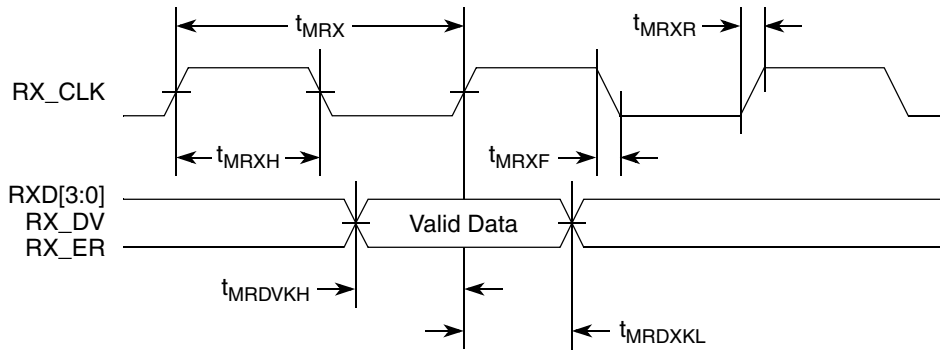 tMRX
tMRXR
RX_CLK
tMRXH
tMRXF
RXD[3:0]
RX_DV
Valid Data
RX_ER
tMRDVKH
tMRDXKL